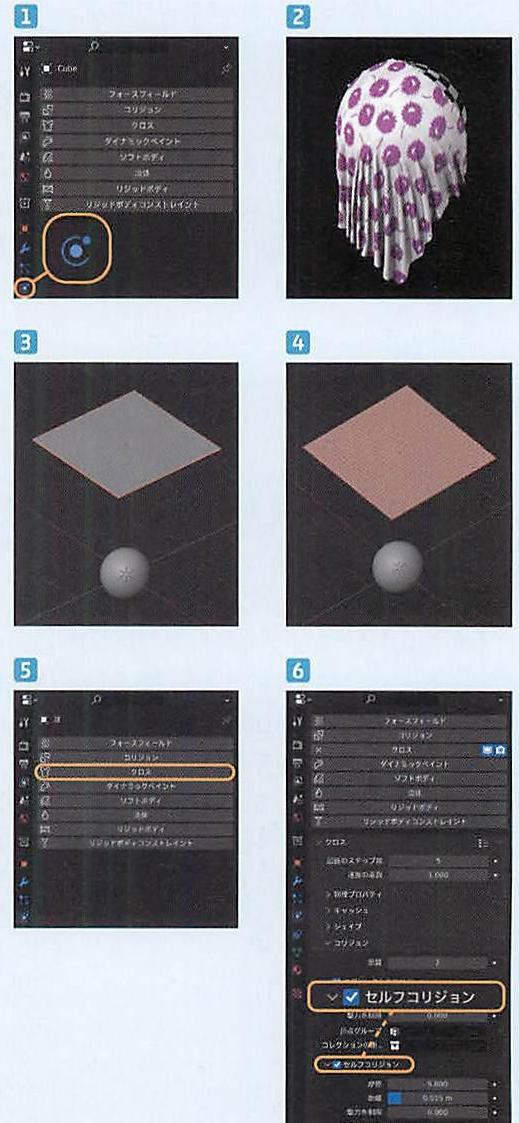 1
Cube
フォースフィールド
コリジョン
クロス
ダイナミックペイント
ソフトボディ
流体
リジッドボディ
リジッドボディコンストレイント
2
3
4
5
フォースフィールド
コリジョン
クロス
ダイナミックペイント
ソフトボディ
流体
リジッドボディ
リジッドボディコンストレイント
6
フォースフィールド
コリジョン
クロス
ダイナミックペイント
ソフトボディ
流体
リジッドボディ
リジッドボディコンストレイント
クロス
品質のステップ数 5
速度の乗数 1.000
物理プロパティ
キャッシュ
シェイプ
コリジョン
品質 2
セルフコリジョン
0.000
頂点グループ
セルフコリジョン
摩擦 5.000
距離 0.015 m
動力を制限 0.000